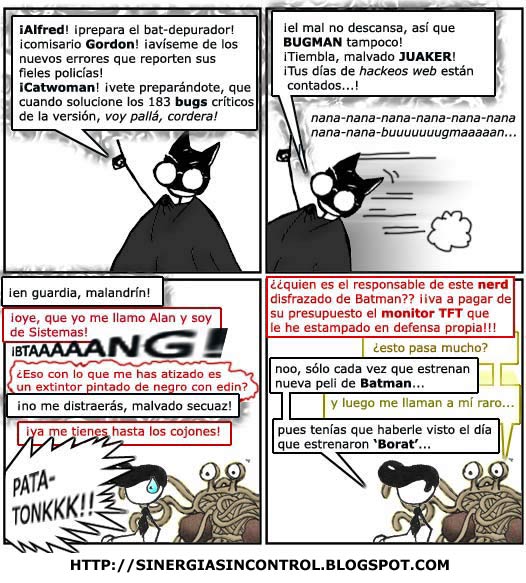 ¡Alfred! ¡prepara el bat-depurador!
¡comisario Gordon! ¡avíseme de los
nuevos errores que reporten sus
fieles policías!
¡Catwoman! ¡vete preparándote, que
cuando solucione los 183 bugs críticos
de la versión, voy pallá, cordera!
¡el mal no descansa, así que
BUGMAN tampoco!
¡Tiembla, malvado JUAKER!
¡Tus días de hackeos web están
contados...!
nana-nana-nana-nana-nana-nana
nana-nana-buuuuuuugmaaaaan...
¡en guardia, malandrín!
¡oye, que yo me llamo Alan y soy
de Sistemas!
¡BTAAAAANG!
¿Eso con lo que me has atizado es
un extintor pintado de negro con edin?
¡no me distraerás, malvado secuaz!
¡ya me tienes hasta los cojones!
PATA-
TONKKK!!
¿¿quien es el responsable de este nerd
disfrazado de Batman?? ¡¡va a pagar de
su presupuesto el monitor TFT que
le he estampado en defensa propia!!!
¿esto pasa mucho?
noo, sólo cada vez que estrenan
nueva peli de Batman...
y luego me llaman a mí raro...
pues tenías que haberle visto el día
que estrenaron ‘Borat’...
HTTP://SINERGIASINCONTROL.BLOGSPOT.COM